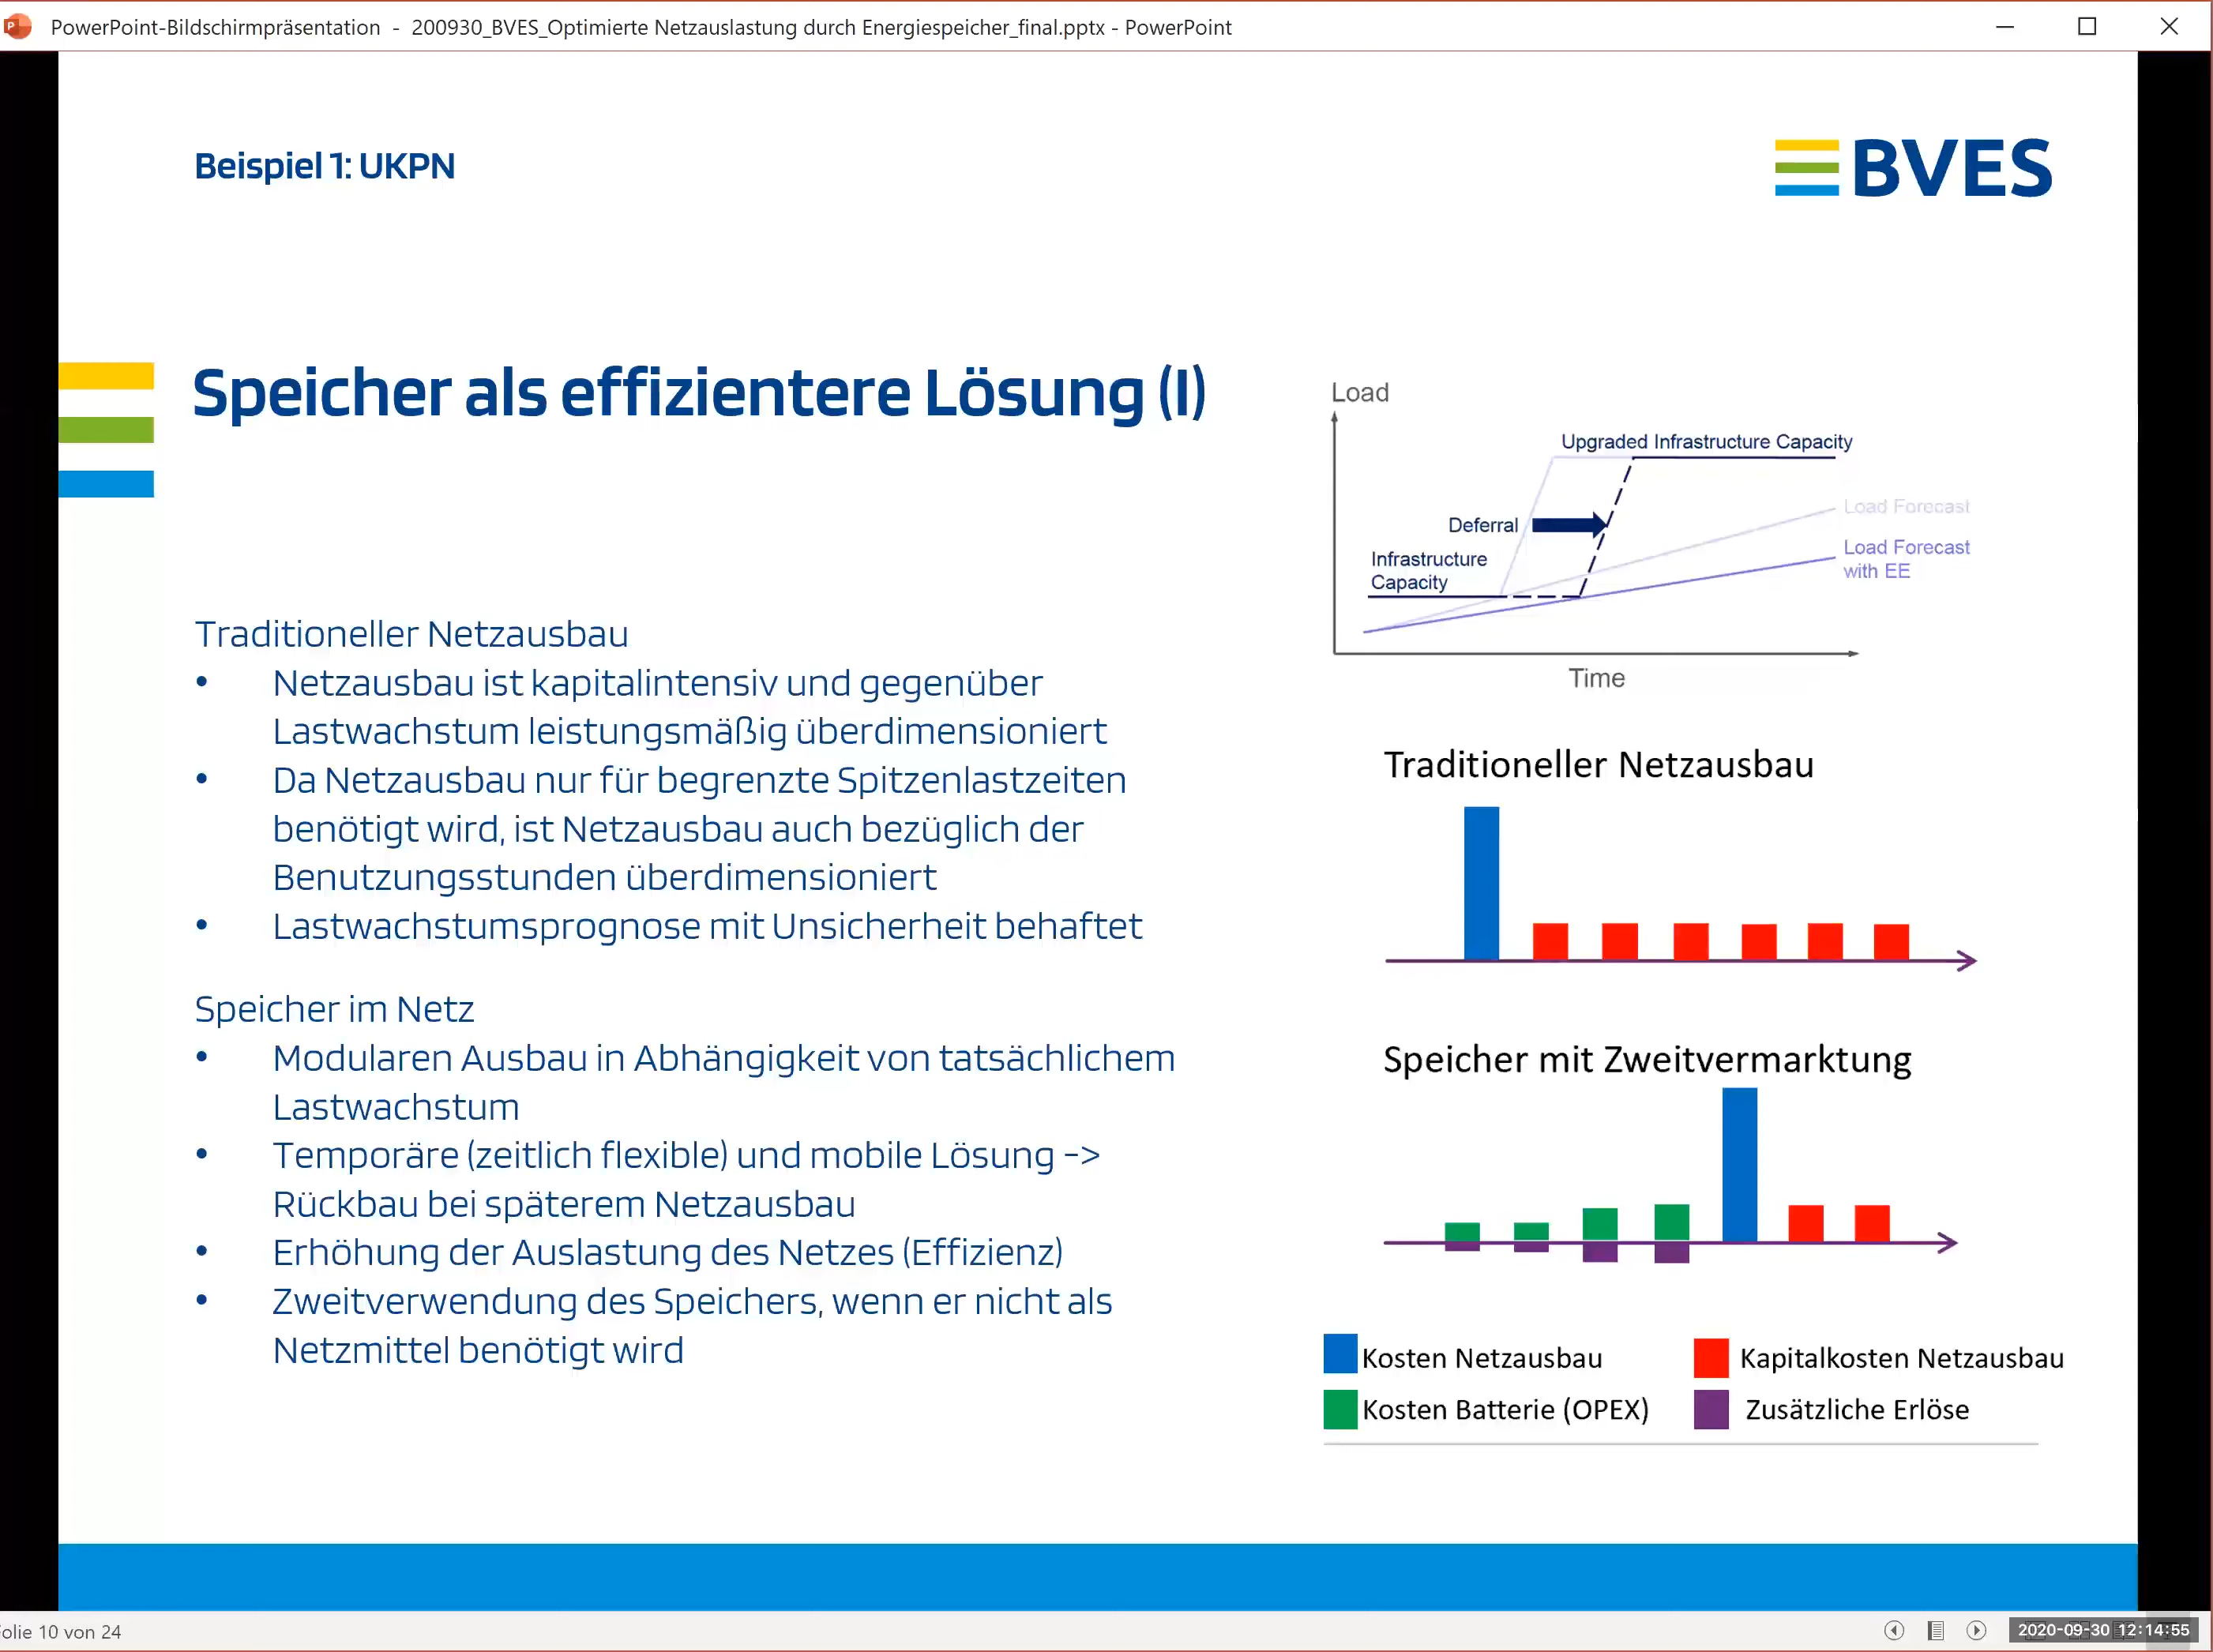 PowerPoint-Bildschirmpräsentation - 200930_BVES_Optimierte Netzauslastung durch Energiespeicher_final.pptx - PowerPoint
Beispiel 1: UKPN
BVES
Speicher als effizientere Lösung (I)
Traditioneller Netzausbau
• Netzausbau ist kapitalintensiv und gegenüber
Lastwachstum leistungsmäßig überdimensioniert
• Da Netzausbau nur für begrenzte Spitzenlastzeiten
benötigt wird, ist Netzausbau auch bezüglich der
Benutzungsstunden überdimensioniert
• Lastwachstumsprognose mit Unsicherheit behaftet
Speicher im Netz
• Modularen Ausbau in Abhängigkeit von tatsächlichem
Lastwachstum
• Temporäre (zeitlich flexible) und mobile Lösung ->
Rückbau bei späterem Netzausbau
• Erhöhung der Auslastung des Netzes (Effizienz)
• Zweitverwendung des Speichers, wenn er nicht als
Netzmittel benötigt wird
Load
Upgraded Infrastructure Capacity
Load Forecast
Deferral
Load Forecast
with EE
Infrastructure
Capacity
Time
Traditioneller Netzausbau
Speicher mit Zweitvermarktung
Kosten Netzausbau
Kapitalkosten Netzausbau
Kosten Batterie (OPEX)
Zusätzliche Erlöse
olie 10 von 24
2020-09-30 12:14:55